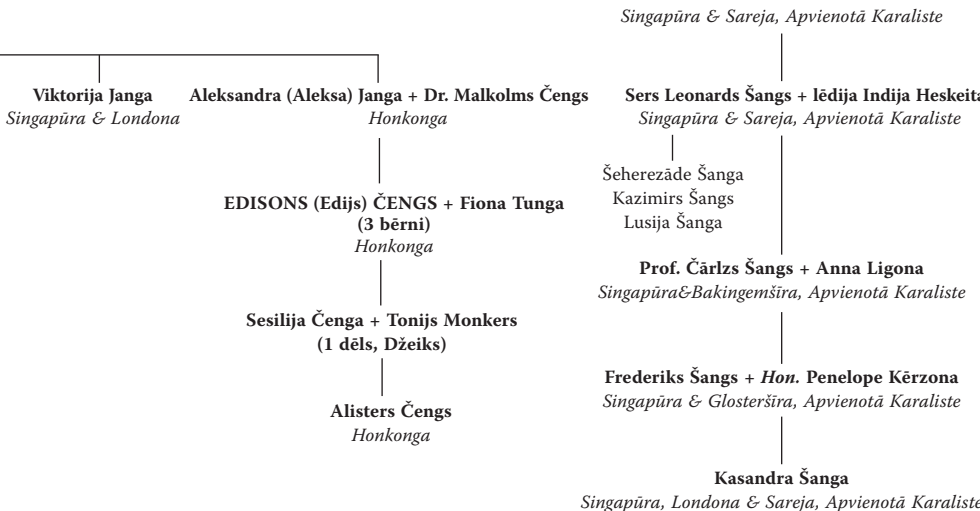 Singapūra & Sareja, Apvienotā Karaliste
Viktorija Janga
Singapūra & Londona
Aleksandra (Aleksa) Janga + Dr. Malkolms Čengs
Honkonga
EDISONS (Edijs) ČENGS + Fiona Tunga
(3 bērni)
Honkonga
Sesilija Čenga + Tonijs Monkers
(1 dēls, Džeiks)
Alisters Čengs
Honkonga
Sers Leonards Šangs + lēdija Indija Heskeita
Singapūra & Sareja, Apvienotā Karaliste
Šeherezāde Šanga
Kazimirs Šangs
Lusija Šanga
Prof. Čārlzs Šangs + Anna Ligona
Singapūra&Bakingemšīra, Apvienotā Karaliste
Frederiks Šangs + Hon. Penelope Kērzona
Singapūra & Glosteršīra, Apvienotā Karaliste
Kasandra Šanga
Singapūra, Londona & Sareja, Apvienotā Karaliste